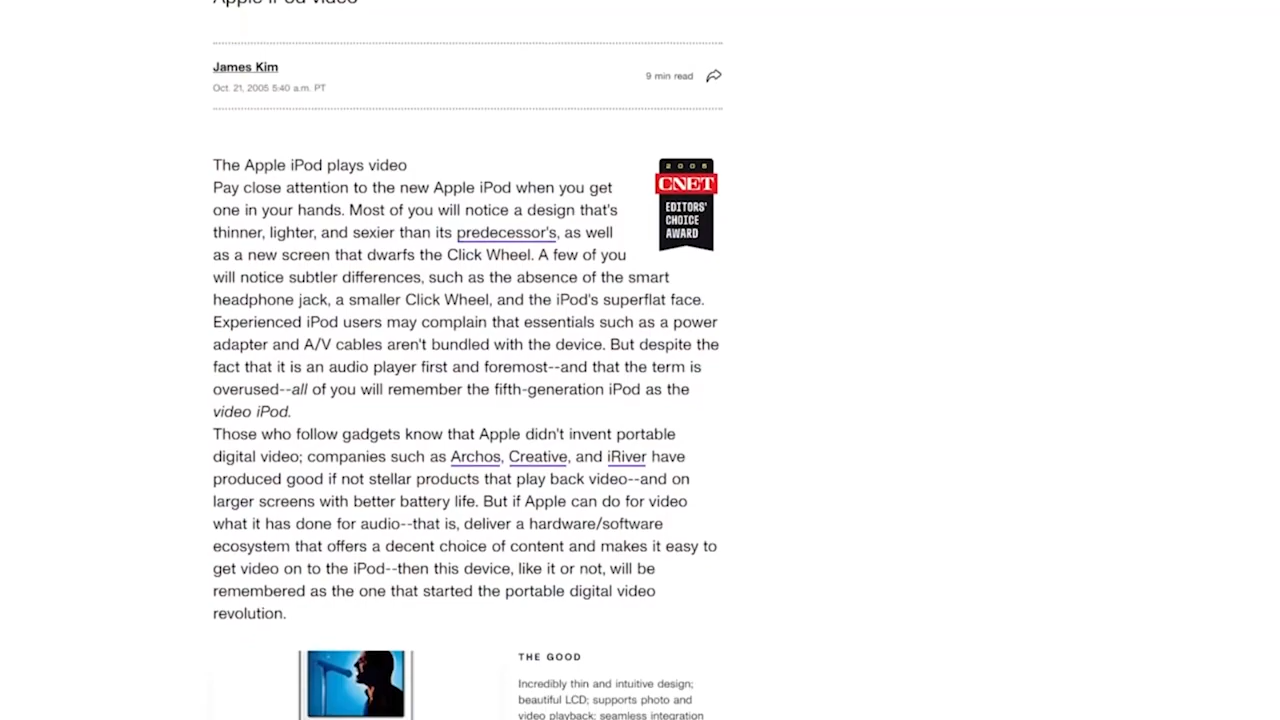 Apple iPod video
James Kim
Oct. 21, 2005 5:40 a.m. PT
9 min read
The Apple iPod plays video
Pay close attention to the new Apple iPod when you get
one in your hands. Most of you will notice a design that's
thinner, lighter, and sexier than its predecessor's, as well
as a new screen that dwarfs the Click Wheel. A few of you
will notice subtler differences, such as the absence of the smart
headphone jack, a smaller Click Wheel, and the iPod's superflat face.
Experienced iPod users may complain that essentials such as a power
adapter and A/V cables aren't bundled with the device. But despite the
fact that it is an audio player first and foremost--and that the term is
overused--all of you will remember the fifth-generation iPod as the
video iPod.
2005
CNET
EDITORS'
CHOICE
AWARD
Those who follow gadgets know that Apple didn't invent portable
digital video; companies such as Archos, Creative, and iRiver have
produced good if not stellar products that play back video--and on
larger screens with better battery life. But if Apple can do for video
what it has done for audio--that is, deliver a hardware/software
ecosystem that offers a decent choice of content and makes it easy to
get video on to the iPod--then this device, like it or not, will be
remembered as the one that started the portable digital video
revolution.
THE GOOD
Incredibly thin and intuitive design;
beautiful LCD; supports photo and
video playback; seamless integration